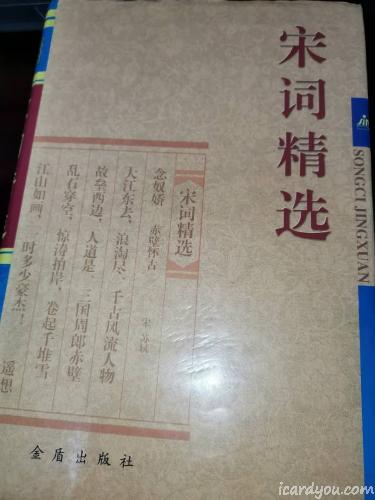 宋词精选
SONGCI JINGXUAN
宋词精选
念奴娇 赤壁怀古
宋 苏轼
大江东去，浪淘尽、千古风流人物
故垒西边，人道是、三国周郎赤壁
乱石穿空，惊涛拍岸，卷起千堆雪
江山如画，
时多少豪杰！
遥想
金盾出版社
icardyou.com